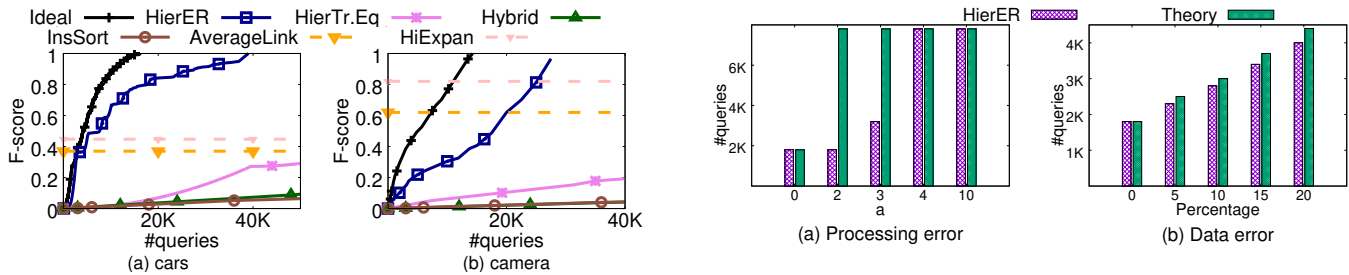 Ideal HierER HierTr.Eq Hybrid
InsSort AverageLink HiExpan
F-score
1
0.8
0.6
0.4
0.2
0
20K 40K
#queries
(a) cars
F-score
1
0.8
0.6
0.4
0.2
0
20K 40K
#queries
(b) camera
HierER Theory
#queries
6K
4K
2K
0 2 3 4 10
a
(a) Processing error
#queries
4K
3K
2K
1K
0 5 10 15 20
Percentage
(b) Data error